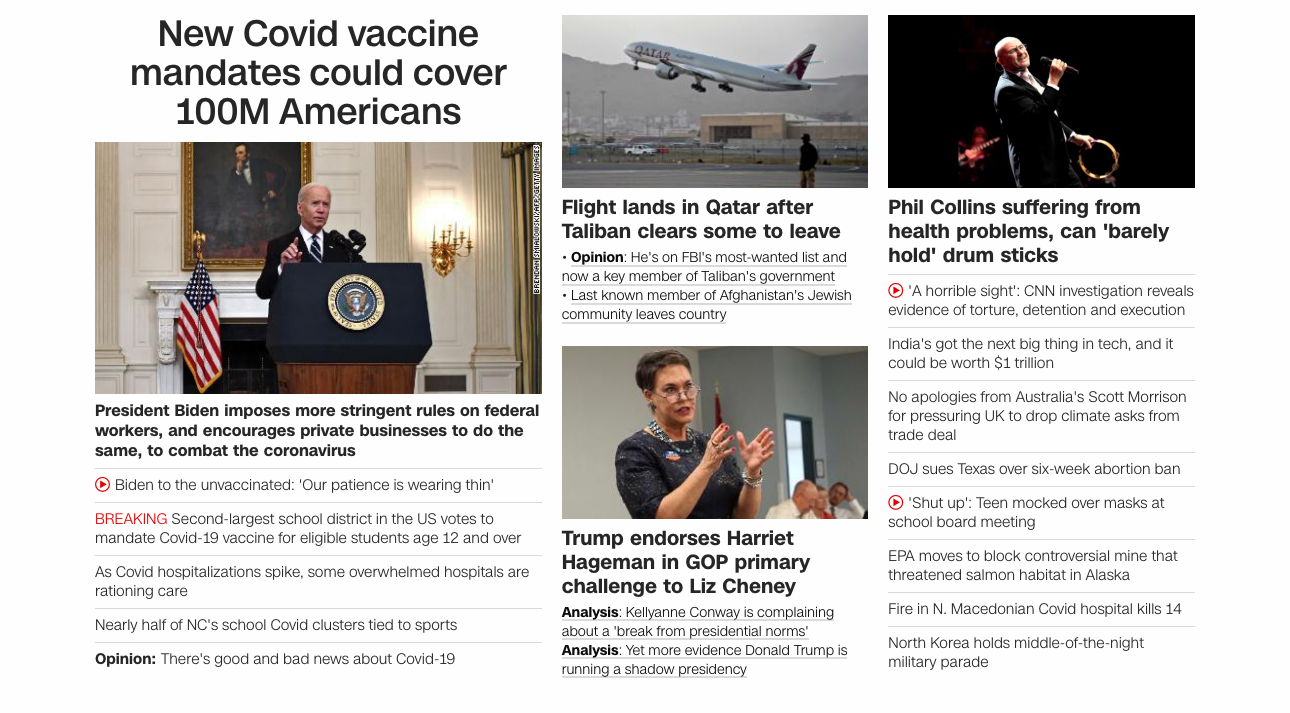 New Covid vaccine
mandates could cover
100M Americans
BRENDAN SMIALOWSKI/AFP/GETTY IMAGES
President Biden imposes more stringent rules on federal
workers, and encourages private businesses to do the
same, to combat the coronavirus
Biden to the unvaccinated: 'Our patience is wearing thin'
BREAKING Second-largest school district in the US votes to
mandate Covid-19 vaccine for eligible students age 12 and over
As Covid hospitalizations spike, some overwhelmed hospitals are
rationing care
Nearly half of NC's school Covid clusters tied to sports
Opinion: There's good and bad news about Covid-19
QATAR
Flight lands in Qatar after
Taliban clears some to leave
• Opinion: He's on FBI's most-wanted list and
now a key member of Taliban's government
• Last known member of Afghanistan's Jewish
community leaves country
Trump endorses Harriet
Hageman in GOP primary
challenge to Liz Cheney
Analysis: Kellyanne Conway is complaining
about a 'break from presidential norms'
Analysis: Yet more evidence Donald Trump is
running a shadow presidency
Phil Collins suffering from
health problems, can 'barely
hold' drum sticks
'A horrible sight': CNN investigation reveals
evidence of torture, detention and execution
India's got the next big thing in tech, and it
could be worth $1 trillion
No apologies from Australia's Scott Morrison
for pressuring UK to drop climate asks from
trade deal
DOJ sues Texas over six-week abortion ban
'Shut up': Teen mocked over masks at
school board meeting
EPA moves to block controversial mine that
threatened salmon habitat in Alaska
Fire in N. Macedonian Covid hospital kills 14
North Korea holds middle-of-the-night
military parade